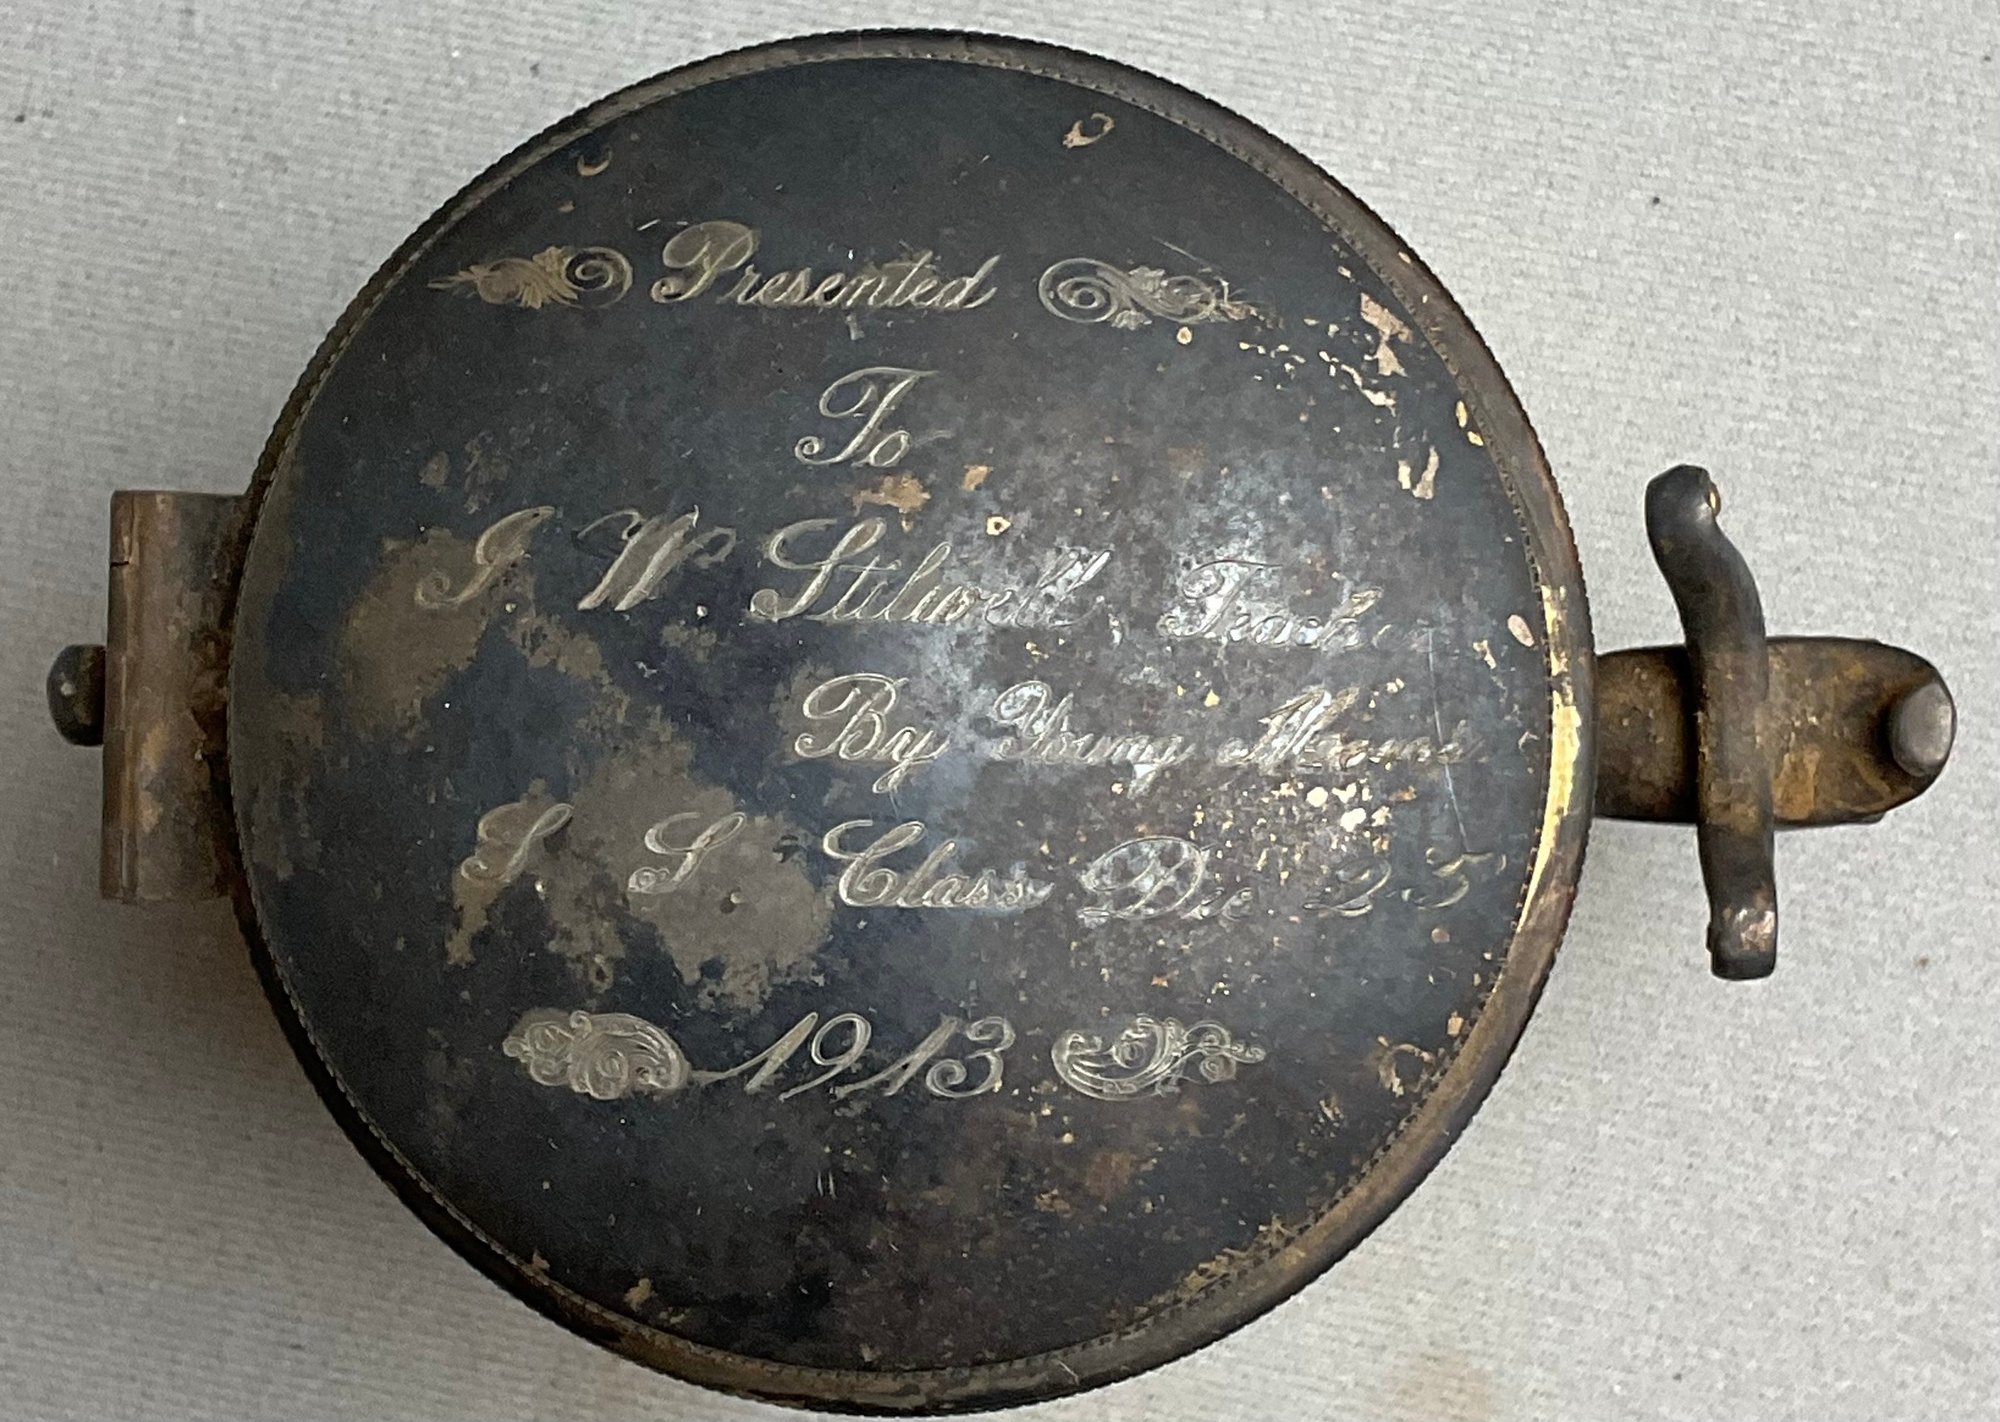 Presented
To
J. W. Stilwell, Teacher
By Young Mens
S S Class Dec 25
1913